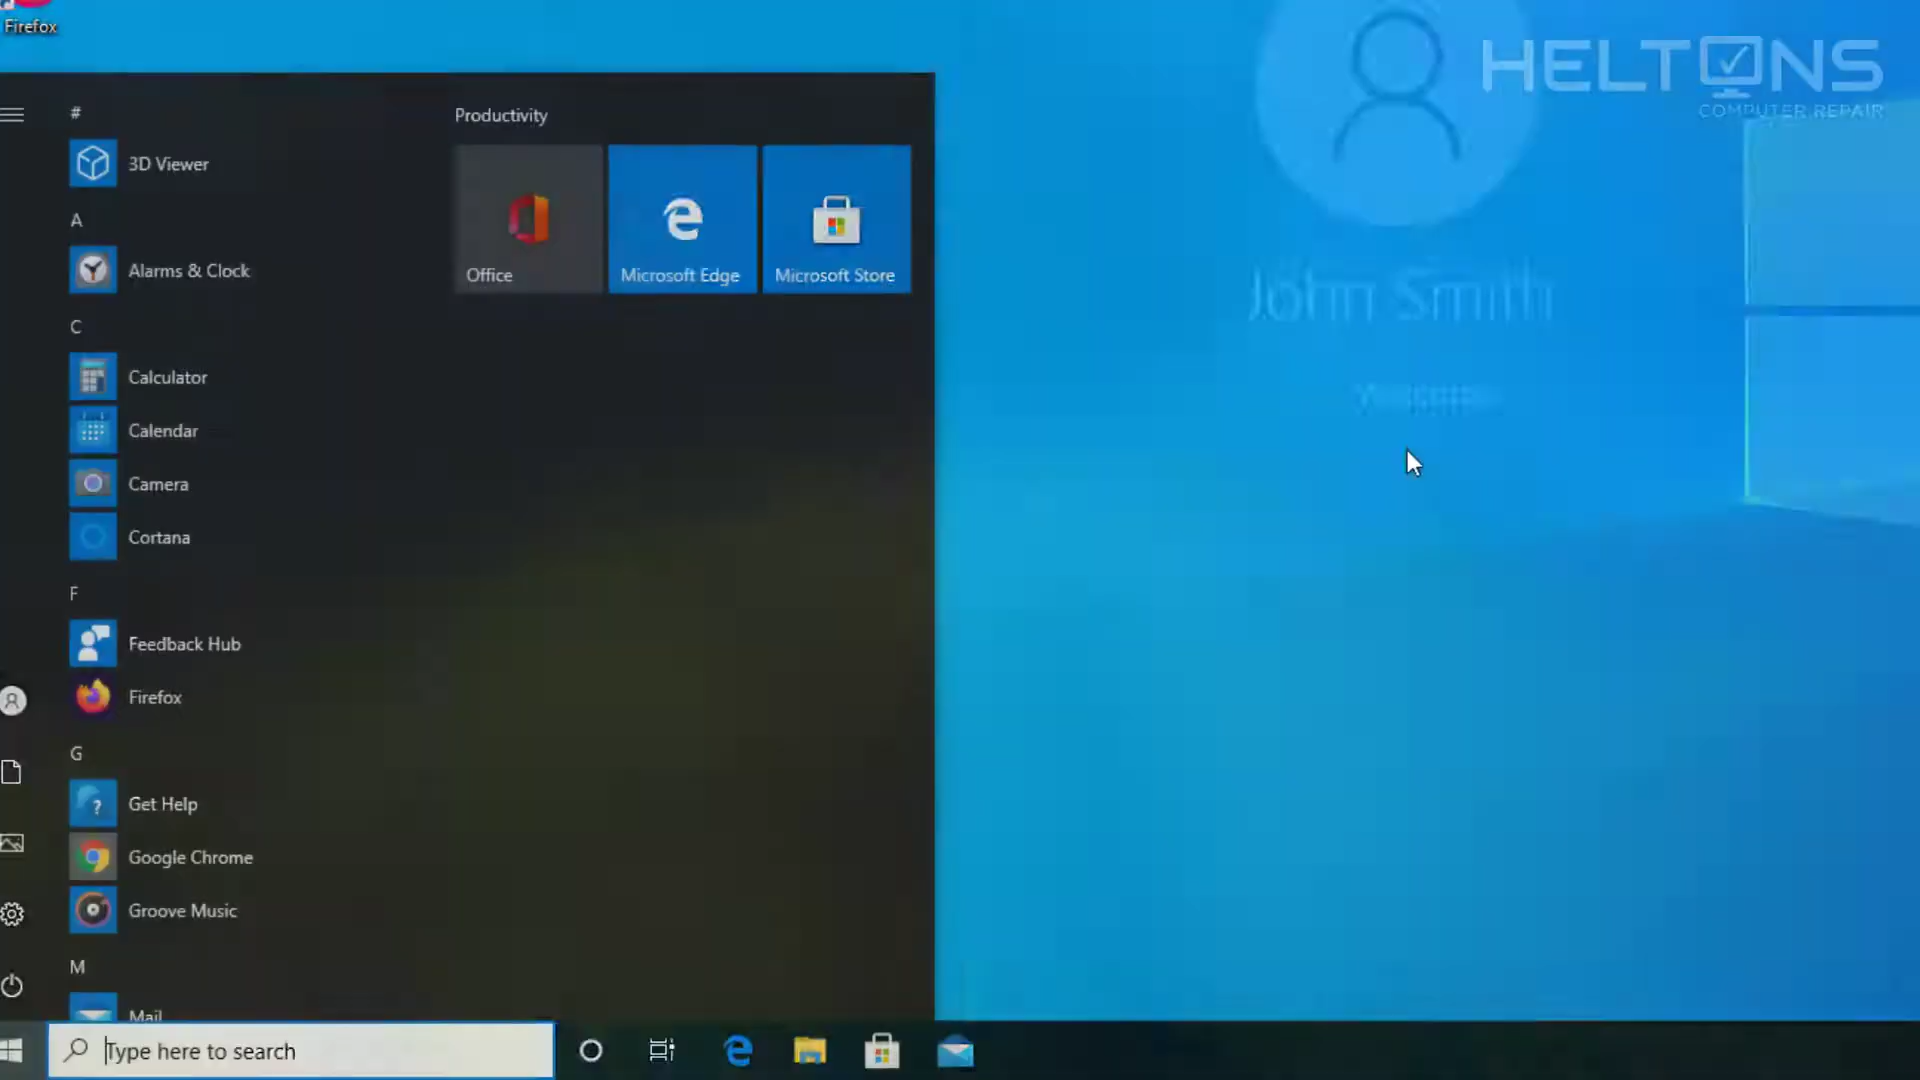 Firefox
HELTONS
COMPUTER REPAIR
#
Productivity
3D Viewer
A
Alarms & Clock
Office
Microsoft Edge
Microsoft Store
John Smith
C
Calculator
Calendar
Camera
Cortana
F
Feedback Hub
Firefox
G
Get Help
Google Chrome
Groove Music
M
Mail
Type here to search